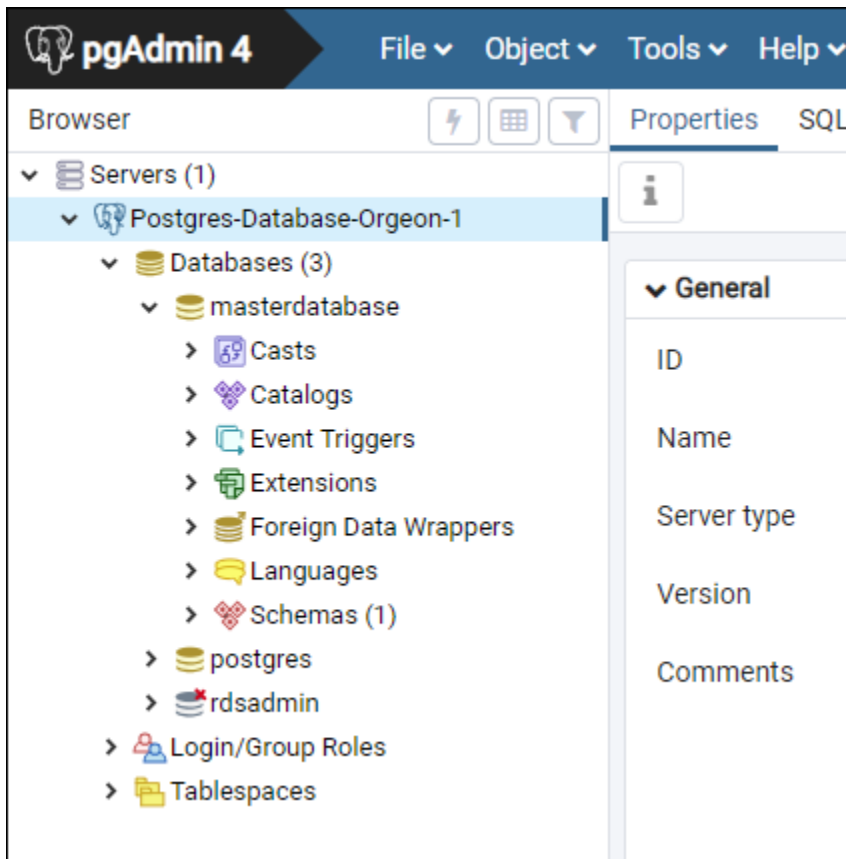 pgAdmin 4 File Object Tools Help
Browser Properties SQL
Servers (1)
Postgres-Database-Orgeon-1
Databases (3)
General
masterdatabase
Casts
ID
Catalogs
Event Triggers
Name
Extensions
Foreign Data Wrappers
Server type
Languages
Version
Schemas (1)
postgres
Comments
rdsadmin
Login/Group Roles
Tablespaces